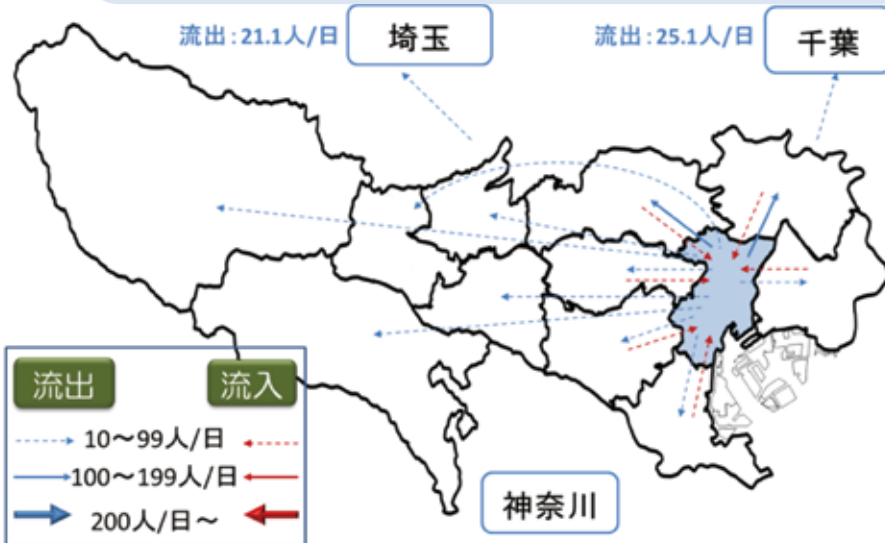 流出:21.1人/日
埼玉
流出:25.1人/日
千葉
流出
流入
10～99人/日
100～199人/日
200人/日～
神奈川